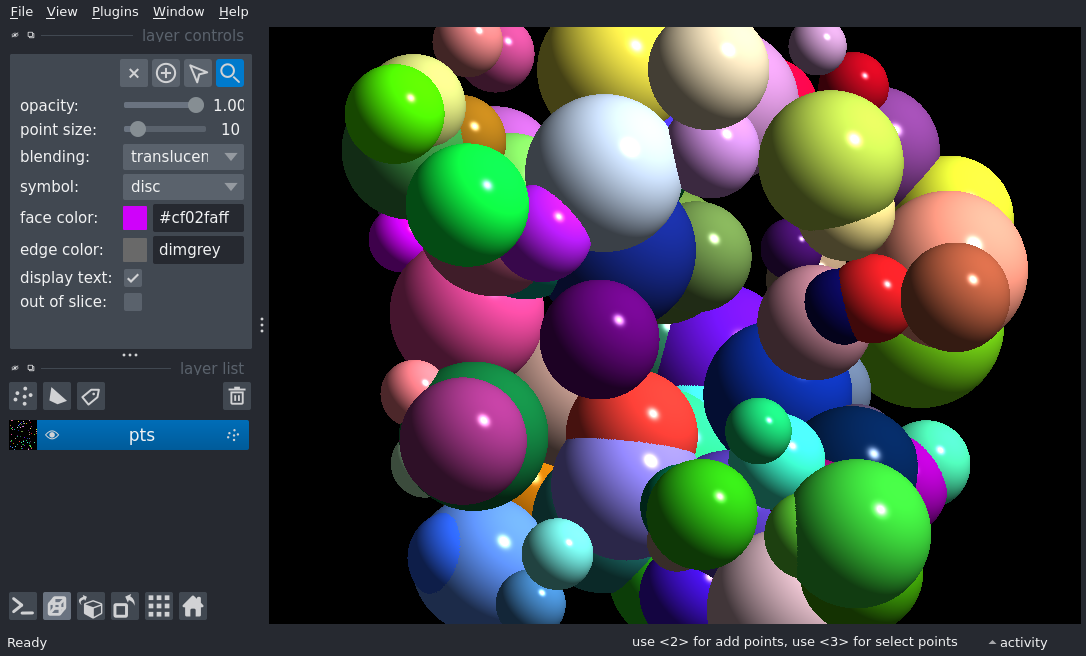 File View Plugins Window Help
layer controls
opacity: 1.00
point size: 10
blending: translucen
symbol: disc
face color: #cf02faff
edge color: dimgrey
display text:
out of slice:
layer list
pts
Ready use <2> for add points, use <3> for select points activity